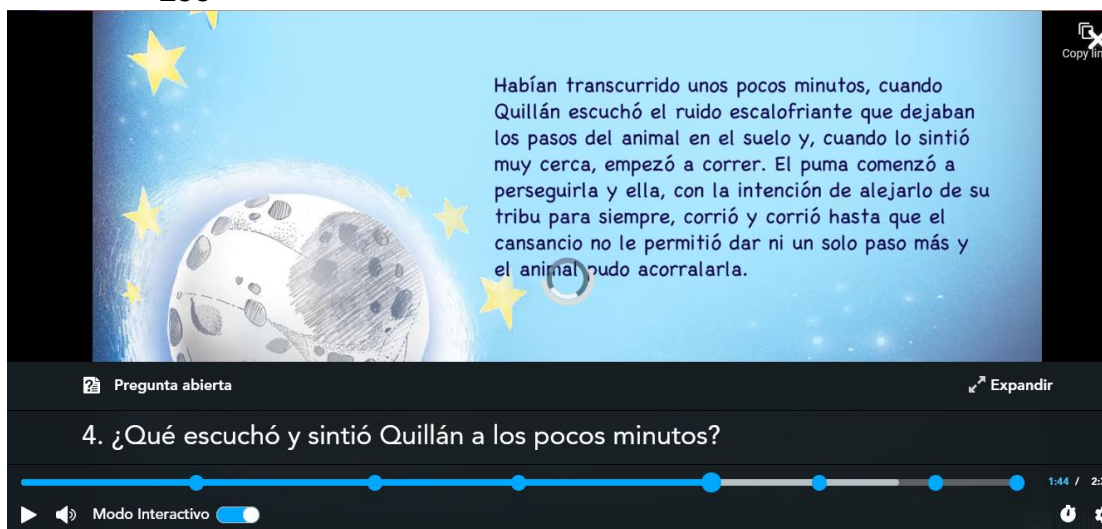 Copy
Habían transcurrido unos pocos minutos, cuando
Quillán escuchó el ruido escalofriante que dejaban
los pasos del animal en el suelo y, cuando lo sintió
muy cerca, empezó a correr. El puma comenzó a
perseguirla y ella, con la intención de alejarlo de su
tribu para siempre, corrió y corrió hasta que el
cansancio no le permitió dar ni un solo paso más y
el animal pudo acorralarla.
Pregunta abierta
Expandir
4. ¿Qué escuchó y sintió Quillán a los pocos minutos?
1:44 /
Modo Interactivo